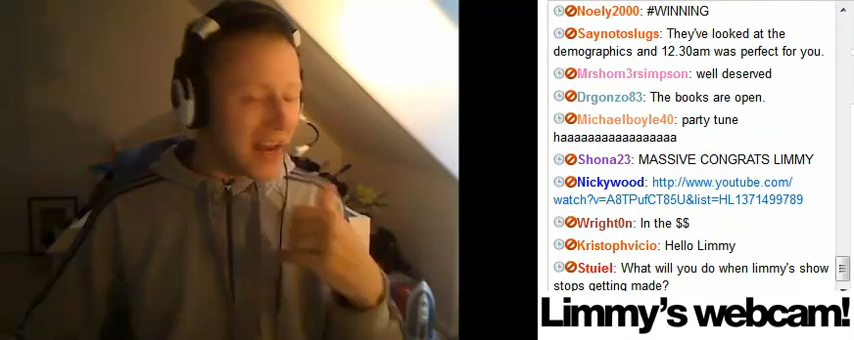 Noely2000: #WINNING
Saynotoslugs: They've looked at the
demographics and 12.30am was perfect for you.
Mrshom3rsimpson: well deserved
Drgonzo83: The books are open.
Michaelboyle40: party tune
haaaaaaaaaaaaaaaaa
Shona23: MASSIVE CONGRATS LIMMY
Nickywood: http://www.youtube.com/
watch?v=A8TPufCT85U&list=HL1371499789
Wright0n: In the $$
Kristophvicio: Hello Limmy
Stuiel: What will you do when limmy's show
stops getting made?
Limmy's webcam!